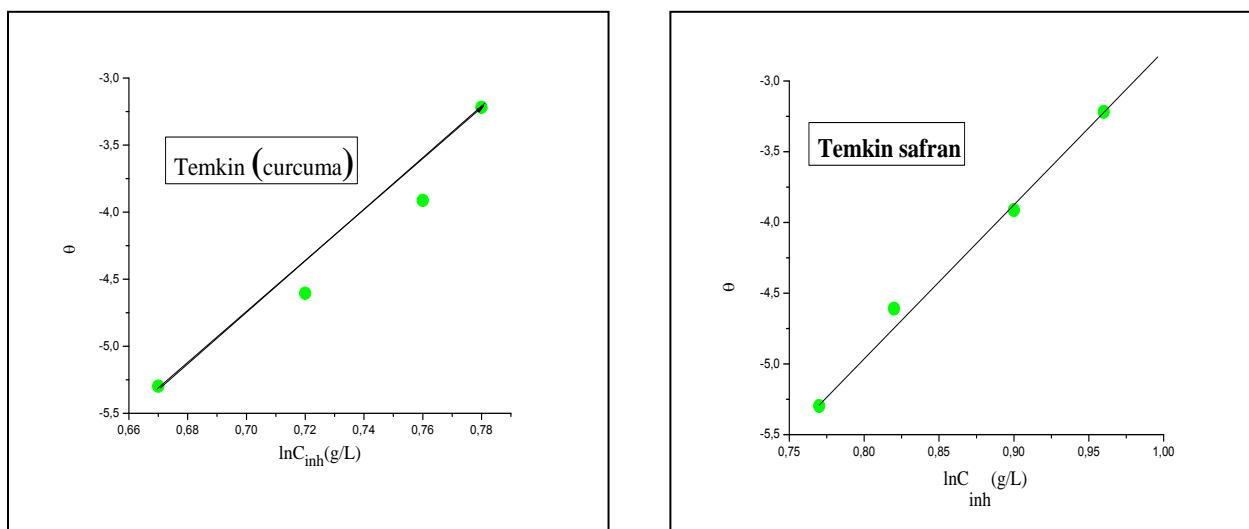 -3,0
-3,5
-4,0
-4,5
-5,0
-5,5
θ
Temkin (curcuma)
0,66 0,68 0,70 0,72 0,74 0,76 0,78
lnCinh(g/L)
-3,0
-3,5
-4,0
-4,5
-5,0
-5,5
θ
Temkin safran
0,75 0,80 0,85 0,90 0,95 1,00
lnC (g/L)
inh